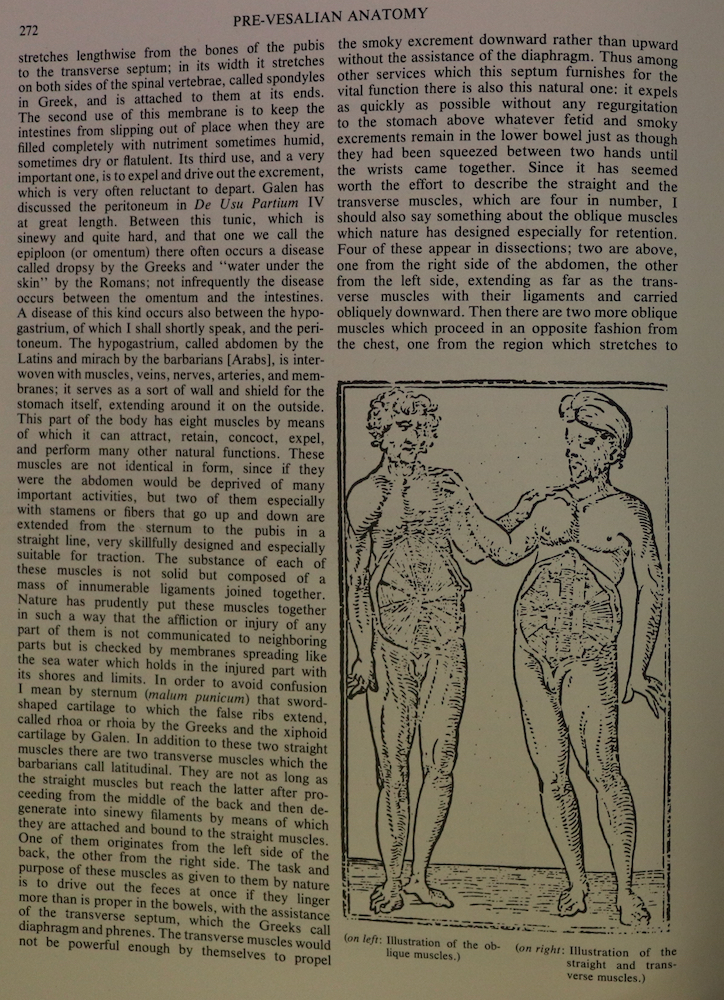 272
PRE-VESALIAN ANATOMY
stretches lengthwise from the bones of the pubis
to the transverse septum; in its width it stretches
on both sides of the spinal vertebrae, called spondyles
in Greek, and is attached to them at its ends.
The second use of this membrane is to keep the
intestines from slipping out of place when they are
filled completely with nutriment sometimes humid,
sometimes dry or flatulent. Its third use, and a very
important one, is to expel and drive out the excrement,
which is very often reluctant to depart. Galen has
discussed the peritoneum in De Usu Partium IV
at great length. Between this tunic, which is
sinewy and quite hard, and that one we call the
epiploon (or omentum) there often occurs a disease
called dropsy by the Greeks and “water under the
skin” by the Romans; not infrequently the disease
occurs between the omentum and the intestines.
A disease of this kind occurs also between the hypo-
gastrium, of which I shall shortly speak, and the peri-
toneum. The hypogastrium, called abdomen by the
Latins and mirach by the barbarians [Arabs], is inter-
woven with muscles, veins, nerves, arteries, and mem-
branes; it serves as a sort of wall and shield for the
stomach itself, extending around it on the outside.
This part of the body has eight muscles by means
of which it can attract, retain, concoct, expel,
and perform many other natural functions. These
muscles are not identical in form, since if they
were the abdomen would be deprived of many
important activities, but two of them especially
with stamens or fibers that go up and down are
extended from the sternum to the pubis in a
straight line, very skillfully designed and especially
suitable for traction. The substance of each of
these muscles is not solid but composed of a
mass of innumerable ligaments joined together.
Nature has prudently put these muscles together
in such a way that the affliction or injury of any
part of them is not communicated to neighboring
parts but is checked by membranes spreading like
the sea water which holds in the injured part with
its shores and limits. In order to avoid confusion
I mean by sternum (malum punicum) that sword-
shaped cartilage to which the false ribs extend,
called rhoa or rhoia by the Greeks and the xiphoid
cartilage by Galen. In addition to these two straight
muscles there are two transverse muscles which the
barbarians call latitudinal. They are not as long as
the straight muscles but reach the latter after pro-
ceeding from the middle of the back and then de-
generate into sinewy filaments by means of which
they are attached and bound to the straight muscles.
One of them originates from the left side of the
back, the other from the right side. The task and
purpose of these muscles as given to them by nature
is to drive out the feces at once if they linger
more than is proper in the bowels, with the assistance
of the transverse septum, which the Greeks call
diaphragm and phrenes. The transverse muscles would
not be powerful enough by themselves to propel
the smoky excrement downward rather than upward
without the assistance of the diaphragm. Thus among
other services which this septum furnishes for the
vital function there is also this natural one: it expels
as quickly as possible without any regurgitation
to the stomach above whatever fetid and smoky
excrements remain in the lower bowel just as though
they had been squeezed between two hands until
the wrists came together. Since it has seemed
worth the effort to describe the straight and the
transverse muscles, which are four in number, I
should also say something about the oblique muscles
which nature has designed especially for retention.
Four of these appear in dissections; two are above,
one from the right side of the abdomen, the other
from the left side, extending as far as the trans-
verse muscles with their ligaments and carried
obliquely downward. Then there are two more oblique
muscles which proceed in an opposite fashion from
the chest, one from the region which stretches to
(on left: Illustration of the ob-
lique muscles.)
(on right: Illustration of the
straight and trans-
verse muscles.)